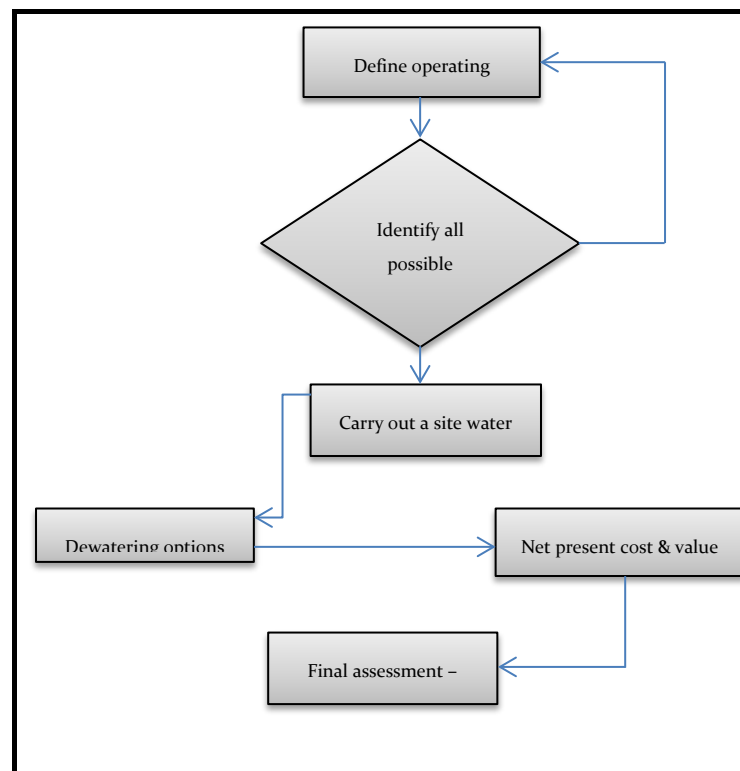 Define operating
Identify all
possible
Carry out a site water
Dewatering options
Net present cost & value
Final assessment –